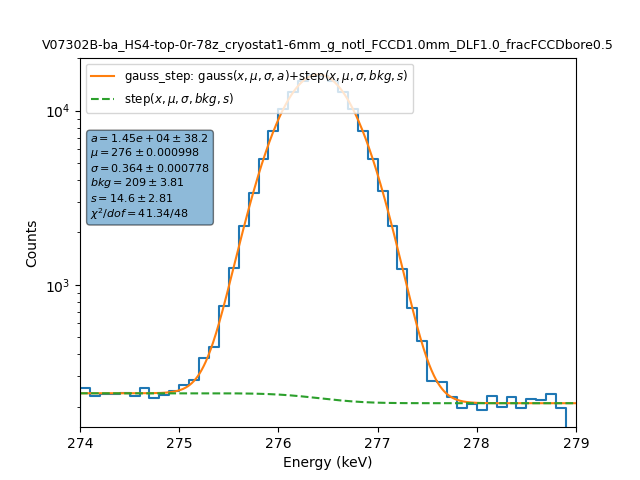 V07302B-ba_HS4-top-0r-78z_cryostat1-6mm_g_notl_FCCD1.0mm_DLF1.0_fracFCCDbore0.5
gauss_step: gauss(x, μ, σ, a)+step(x, μ, σ, bkg, s)
step(x, μ, σ, bkg, s)
a = 1.45e + 04 ± 38.2
μ = 276 ± 0.000998
σ = 0.364 ± 0.000778
bkg = 209 ± 3.81
s = 14.6 ± 2.81
χ²/dof = 41.34/48
10⁴
10³
Counts
274 275 276 277 278 279
Energy (keV)